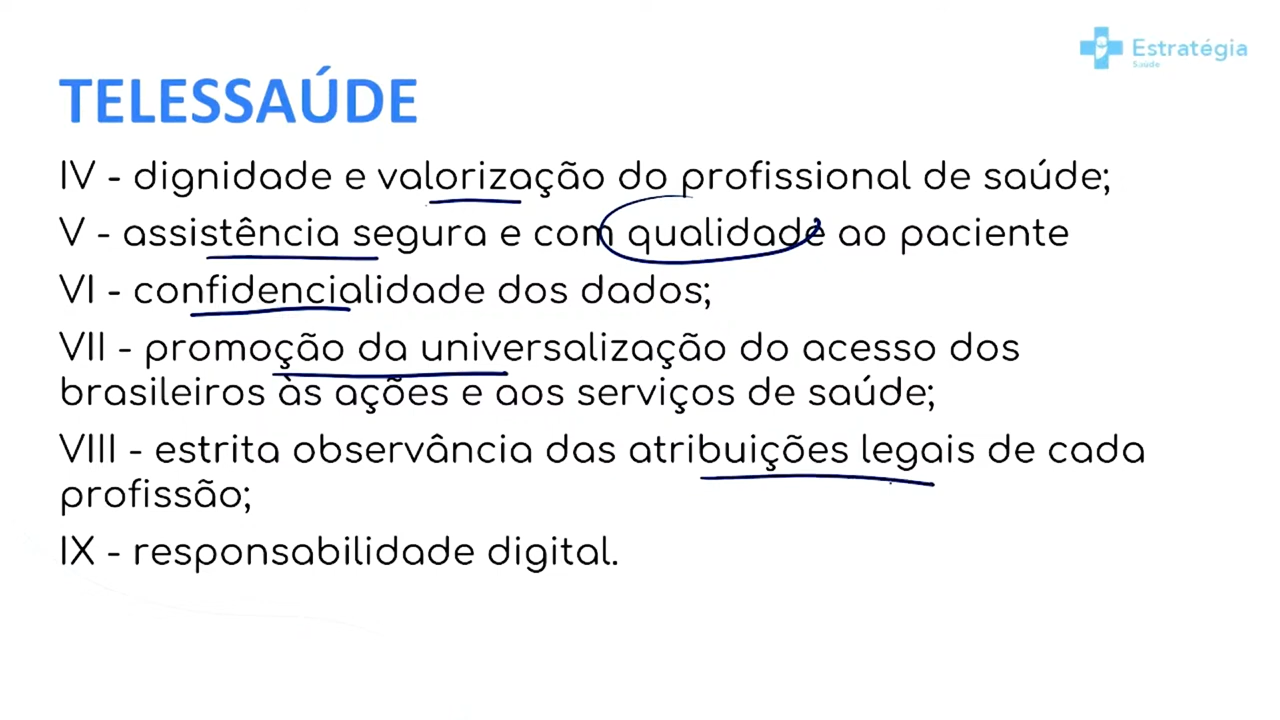 Estratégia
Saúde
TELESSAÚDE
IV - dignidade e valorização do profissional de saúde;
V - assistência segura e com qualidade ao paciente
VI - confidencialidade dos dados;
VII - promoção da universalização do acesso dos
brasileiros às ações e aos serviços de saúde;
VIII - estrita observância das atribuições legais de cada
profissão;
IX - responsabilidade digital.